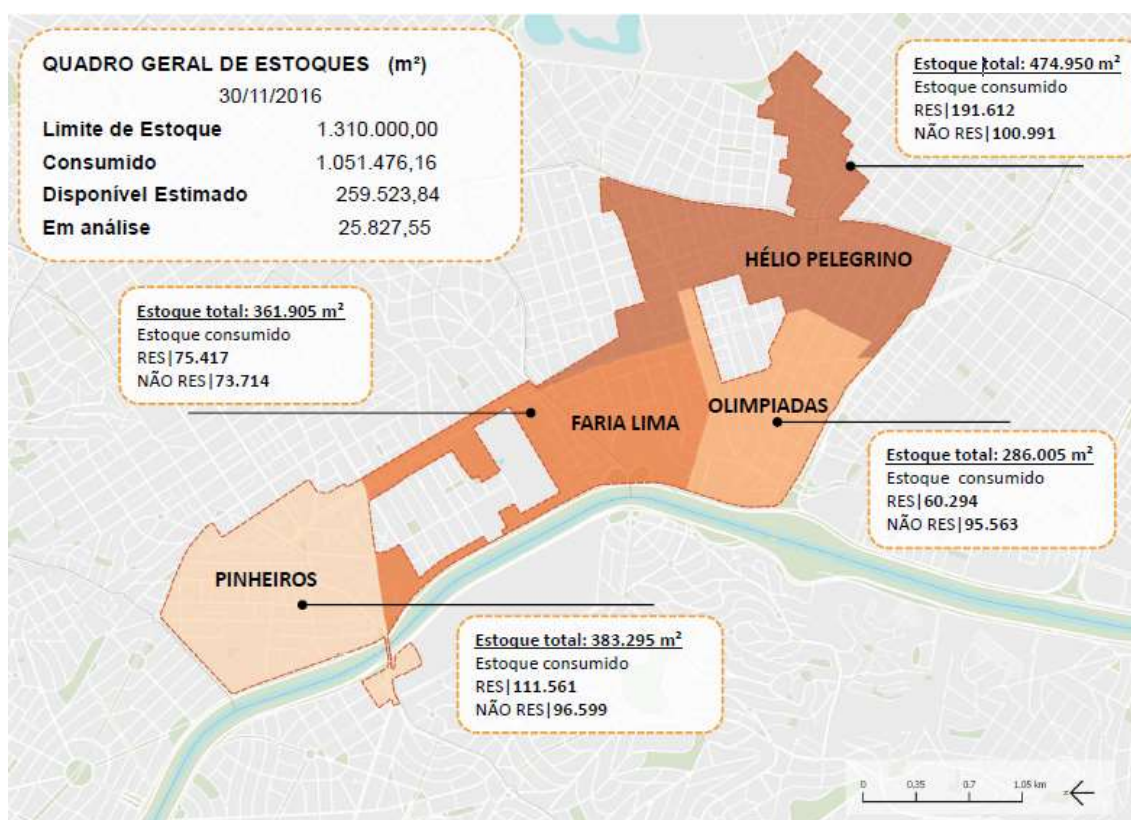 QUADRO GERAL DE ESTOQUES (m²)
30/11/2016
Limite de Estoque 1.310.000,00
Consumido 1.051.476,16
Disponível Estimado 259.523,84
Em análise 25.827,55
Estoque total: 474.950 m²
Estoque consumido
RES|191.612
NÃO RES|100.991
HÉLIO PELEGRINO
Estoque total: 361.905 m²
Estoque consumido
RES|75.417
NÃO RES|73.714
FARIA LIMA
OLIMPIADAS
Estoque total: 286.005 m²
Estoque consumido
RES|60.294
NÃO RES|95.563
PINHEIROS
Estoque total: 383.295 m²
Estoque consumido
RES|111.561
NÃO RES|96.599
0 0,35 0.7 1.05 km